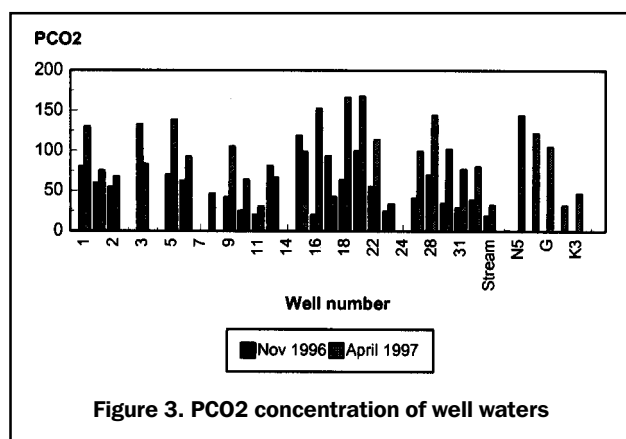 PCO2
200
150
100
50
0
1 2 3 5 7 9 11 14 16 18 22 24 28 31 Stream N5 G K3
Well number
Nov 1996 April 1997
Figure 3. PCO2 concentration of well waters